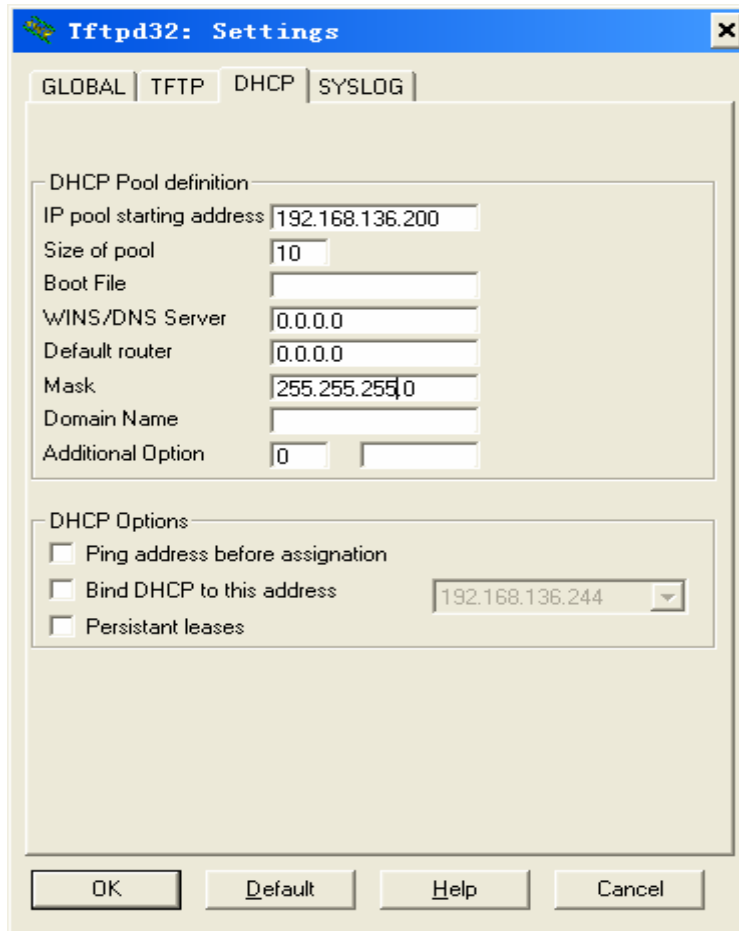 Tftpd32: Settings
GLOBAL TFTP DHCP SYSLOG
DHCP Pool definition
IP pool starting address 192.168.136.200
Size of pool 10
Boot File
WINS/DNS Server 0.0.0.0
Default router 0.0.0.0
Mask 255.255.255.0
Domain Name
Additional Option 0
DHCP Options
Ping address before assignation
Bind DHCP to this address 192.168.136.244
Persistant leases
OK Default Help Cancel